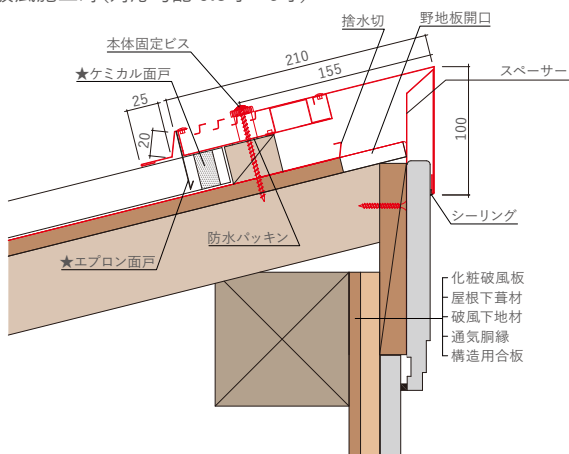 捨水切
野地板開口
本体固定ビス
210
スペーサー
★ケミカル面戸
155
25
20
100
シーリング
防水パッキン
★エプロン面戸
化粧破風板
屋根下葺材
破風下地材
通気胴縁
構造用合板